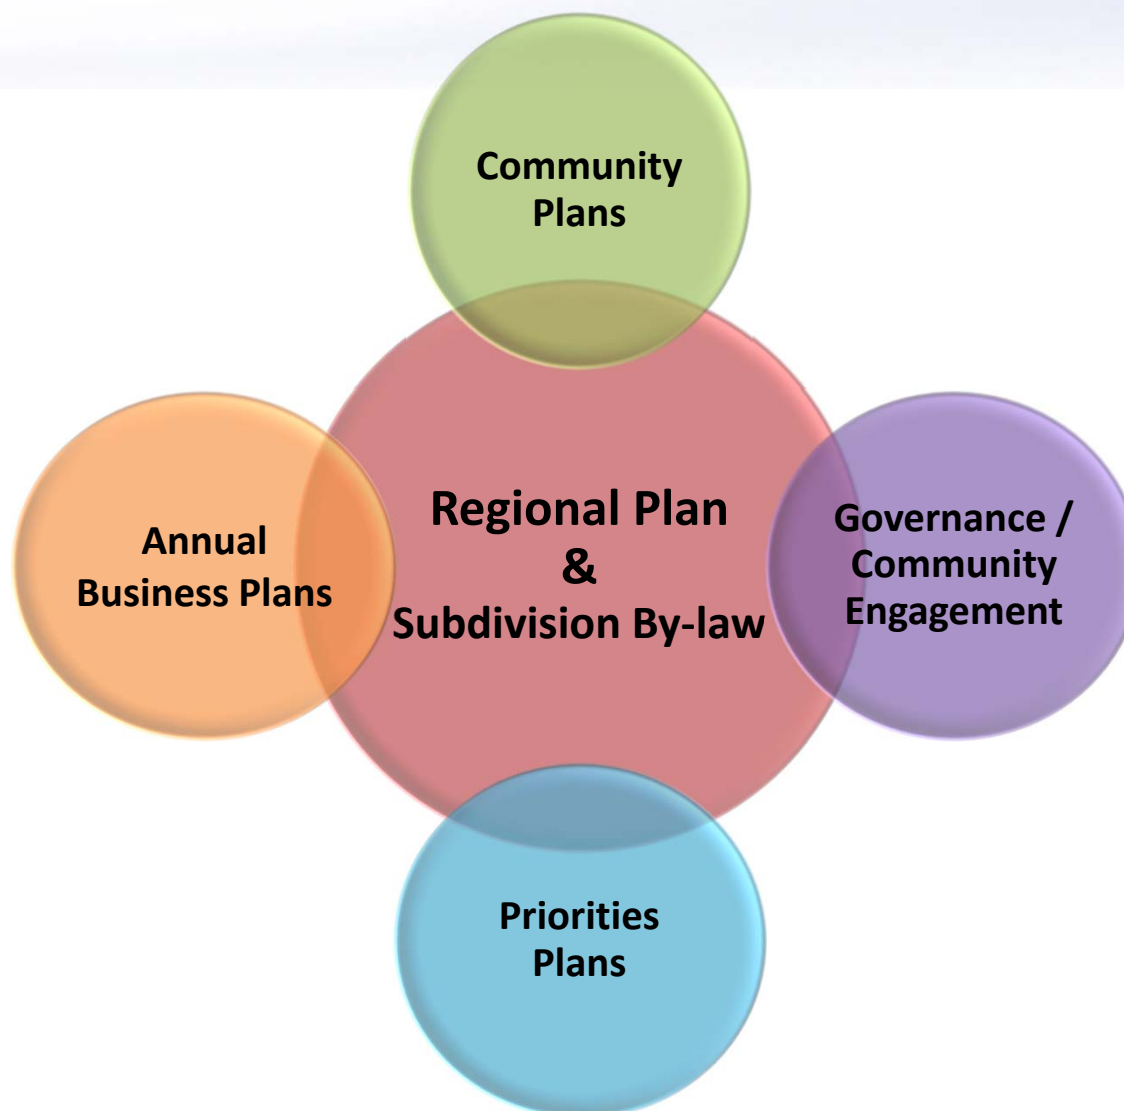 Community
Plans
Annual
Business Plans
Regional Plan
&
Subdivision By-law
Governance /
Community
Engagement
Priorities
Plans